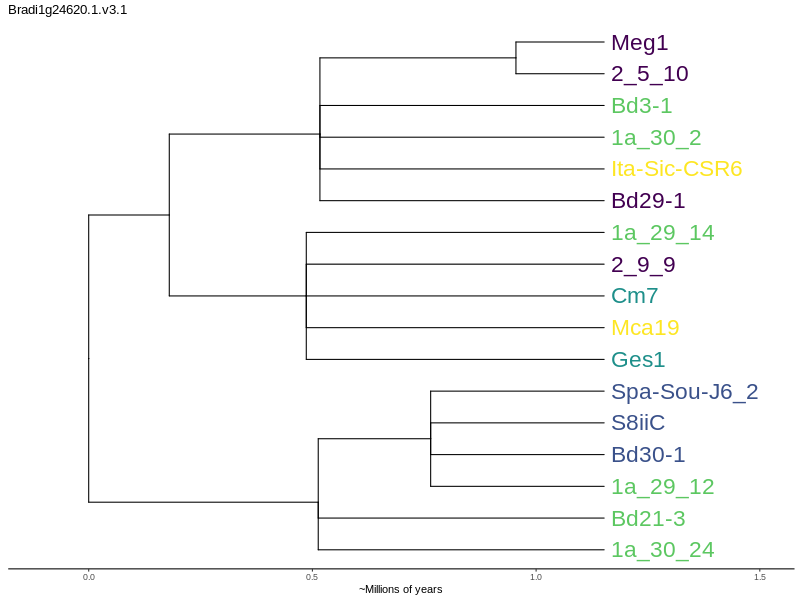 Bradi1g24620.1.v3.1
Meg1
2_5_10
Bd3-1
1a_30_2
Ita-Sic-CSR6
Bd29-1
1a_29_14
2_9_9
Cm7
Mca19
Ges1
Spa-Sou-J6_2
S8iiC
Bd30-1
1a_29_12
Bd21-3
1a_30_24
0.0 0.5 1.0 1.5
~Millions of years